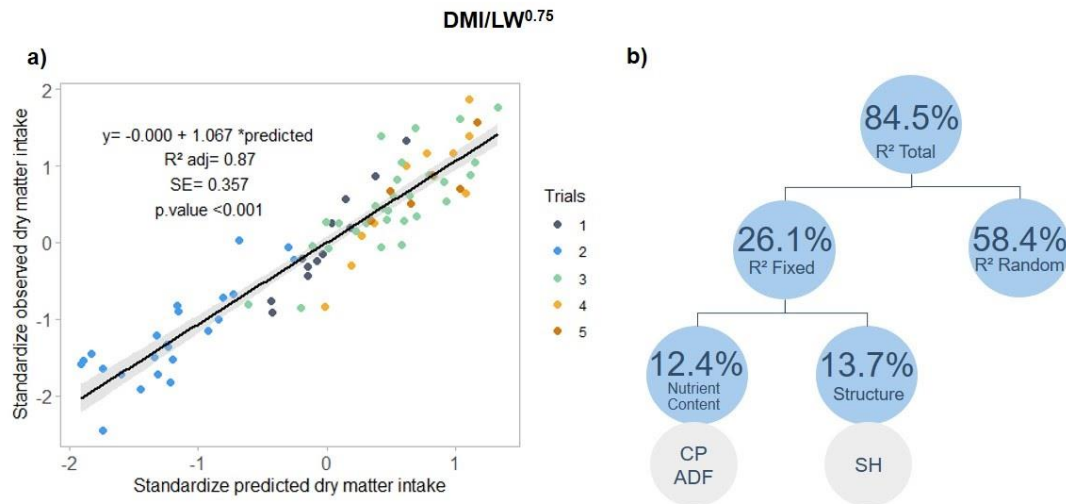 DMI/LW^0.75
a)
y= -0.000 + 1.067 *predicted
R² adj= 0.87
SE= 0.357
p.value <0.001
Standardize observed dry matter intake
2
1
0
-1
-2
-2
-1
0
1
Standardize predicted dry matter intake
Trials
1
2
3
4
5
b)
84.5%
R² Total
26.1%
R² Fixed
58.4%
R² Random
12.4%
Nutrient
Content
13.7%
Structure
CP
ADF
SH